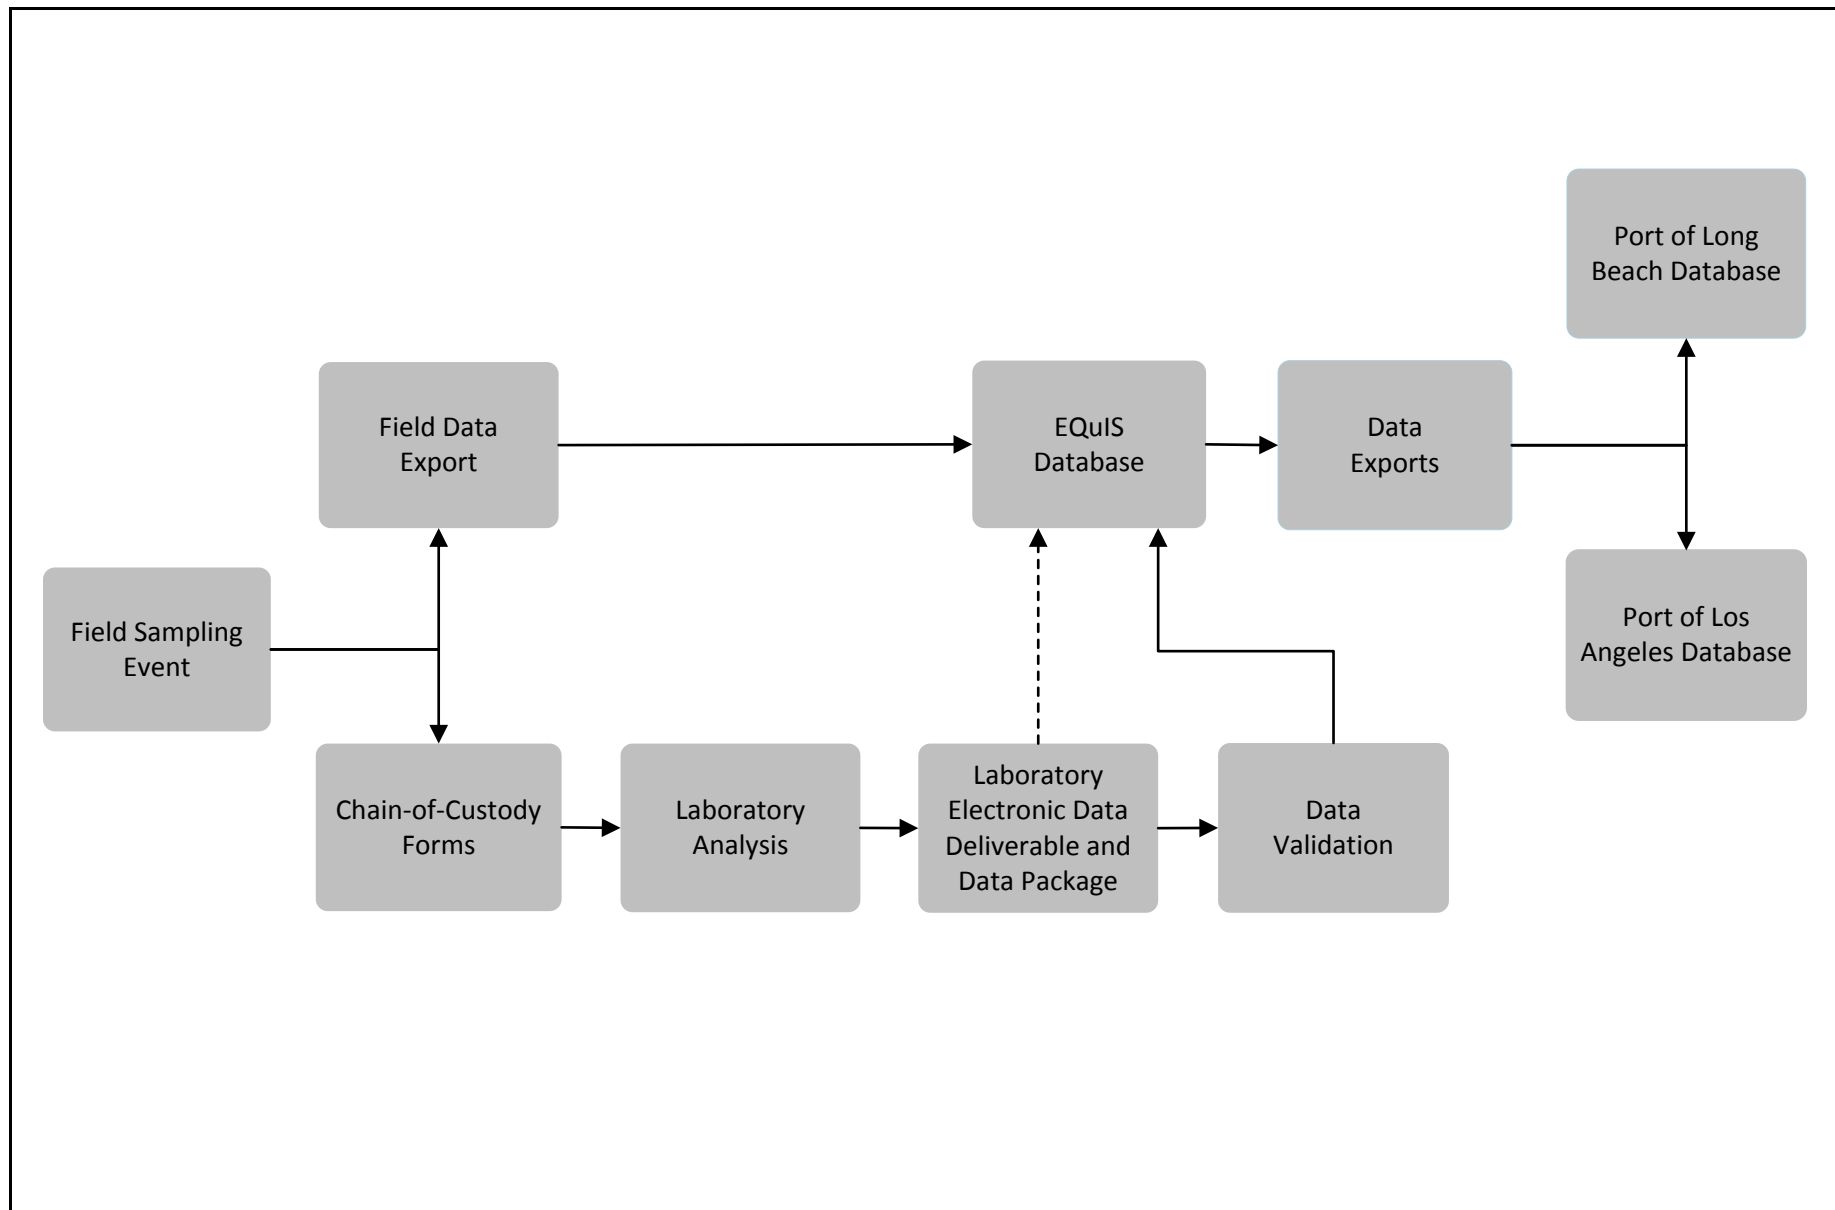 Port of Long
Beach Database
Field Data
Export
EQuIS
Database
Data
Exports
Field Sampling
Event
Port of Los
Angeles Database
Chain-of-Custody
Forms
Laboratory
Analysis
Laboratory
Electronic Data
Deliverable and
Data Package
Data
Validation